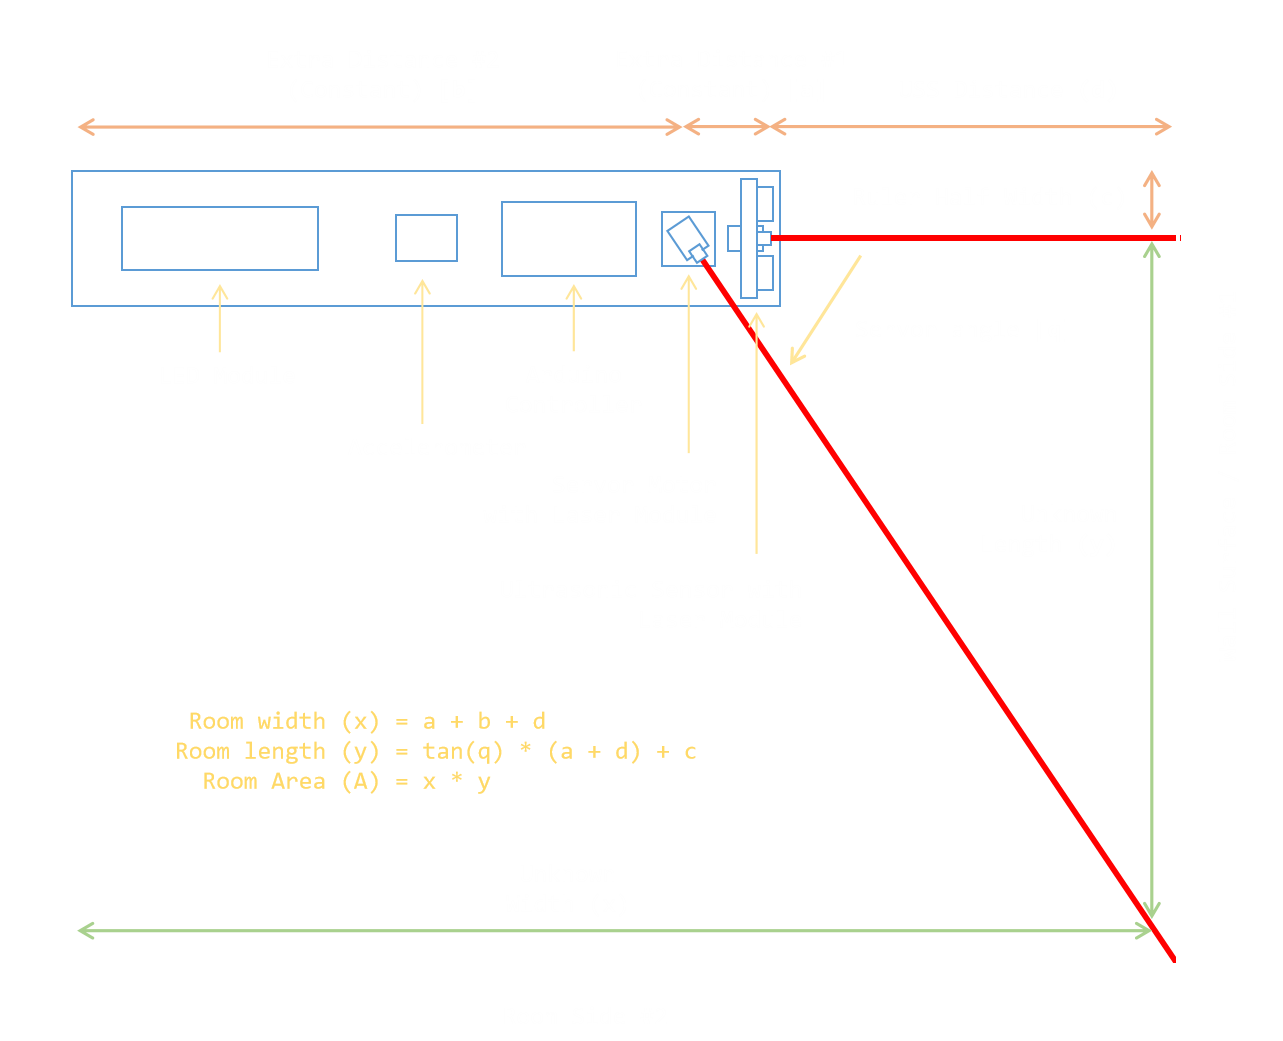 Room width (x) = a + b + d
Room length (y) = tan(q) * (a + d) + c
Room Area (A) = x * y